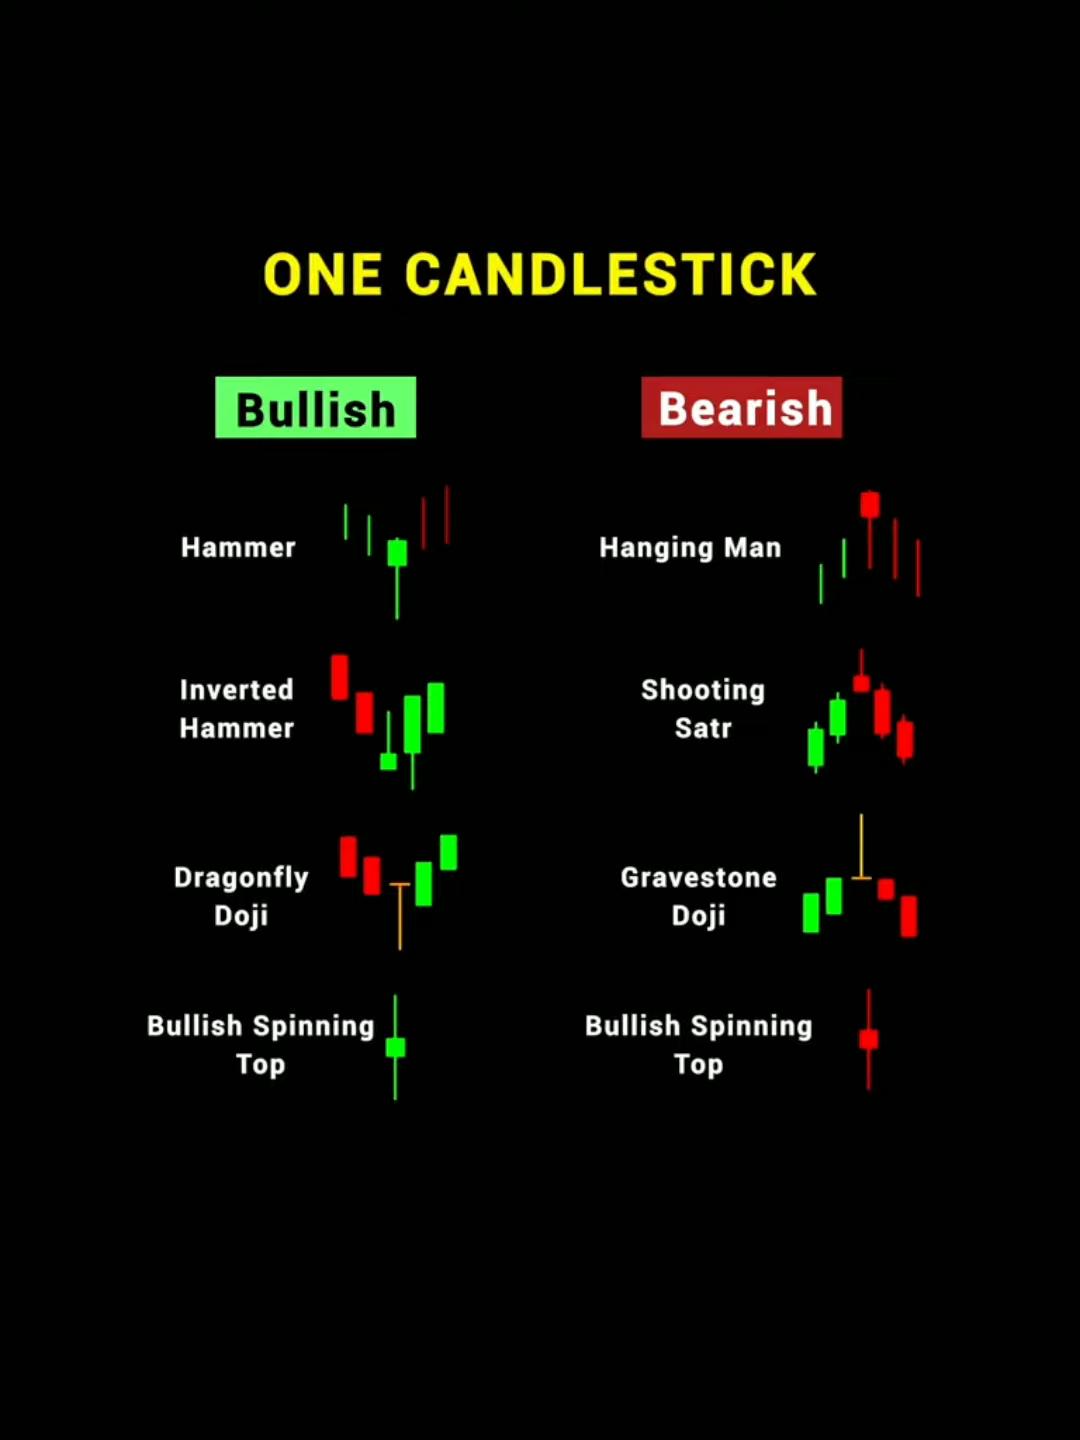 ONE CANDLESTICK
Bullish
Bearish
Hammer
Hanging Man
Inverted
Hammer
Shooting
Satr
Dragonfly
Doji
Gravestone
Doji
Bullish Spinning
Top
Bullish Spinning
Top